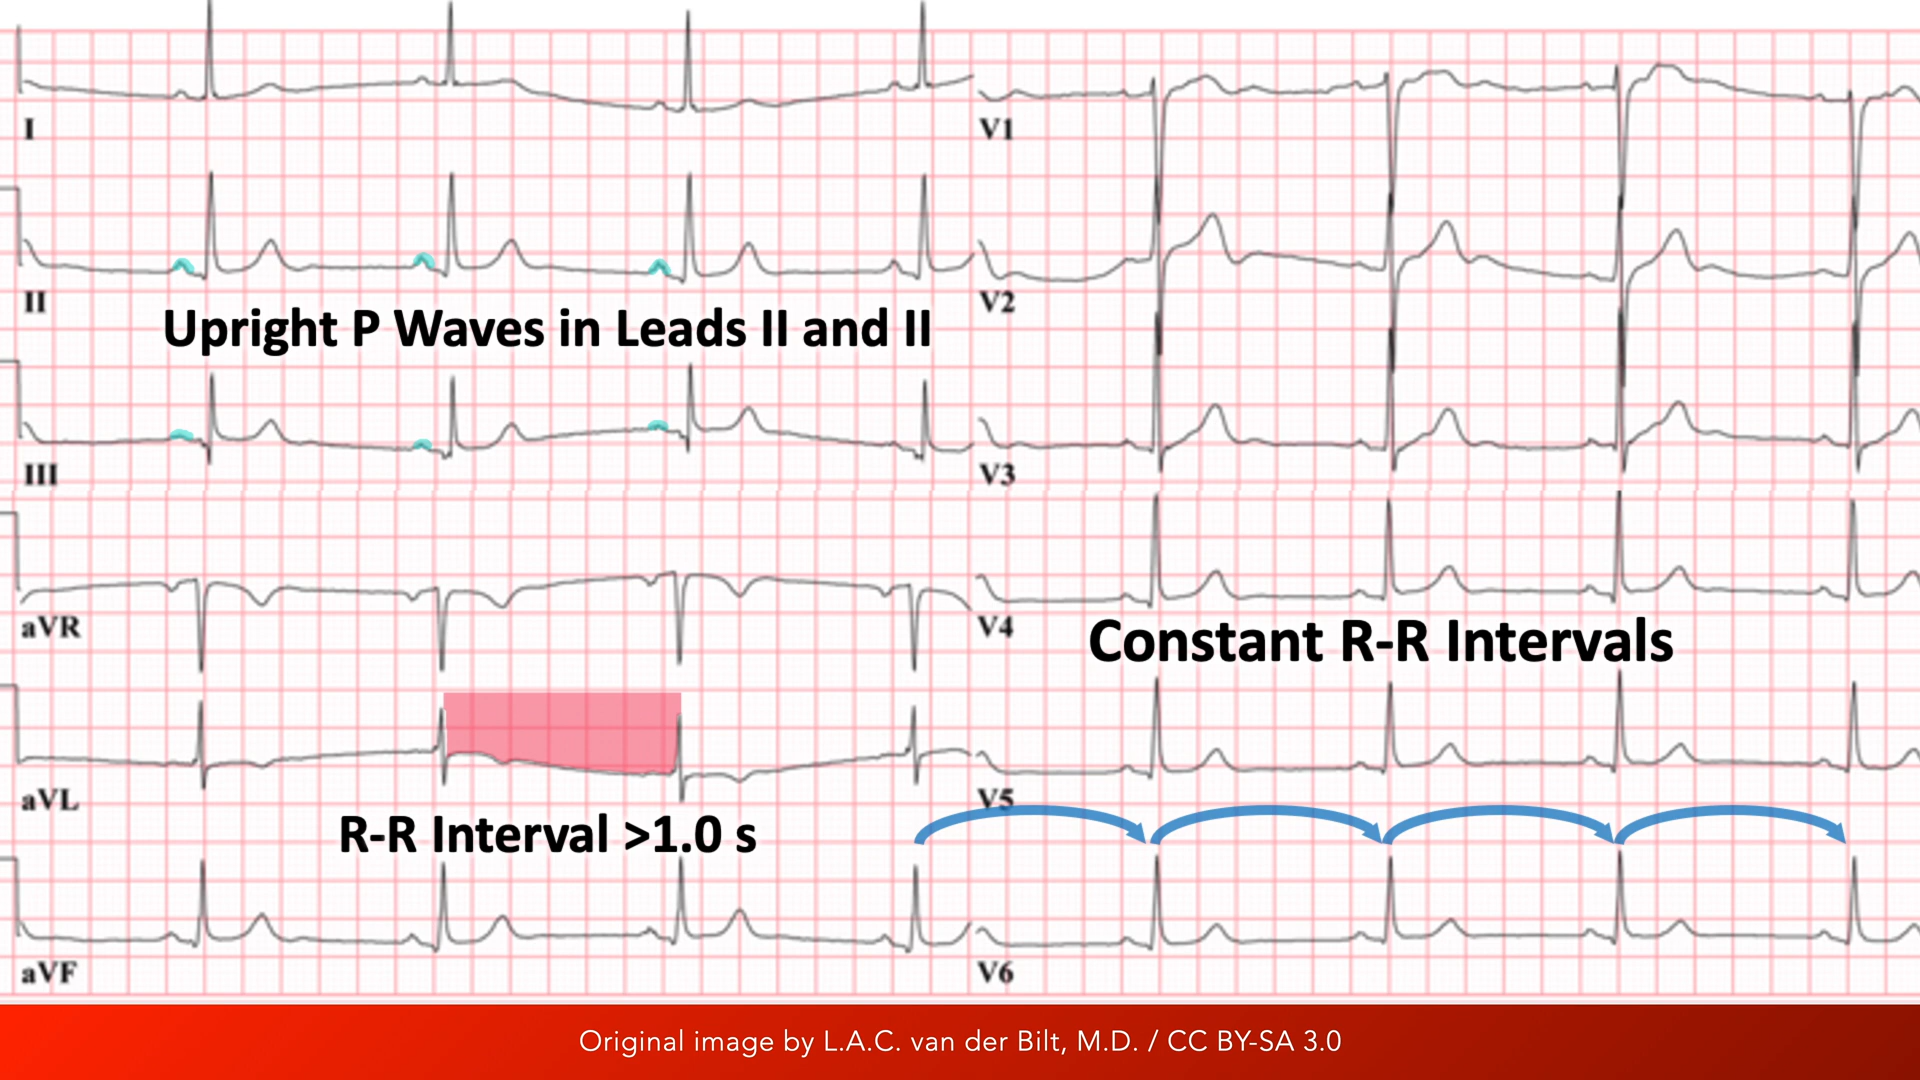 I
V1
II
V2
Upright P Waves in Leads II and II
III
V3
aVR
V4
Constant R-R Intervals
aVL
V5
R-R Interval >1.0 s
aVF
V6
Original image by L.A.C. van der Bilt, M.D. / CC BY-SA 3.0